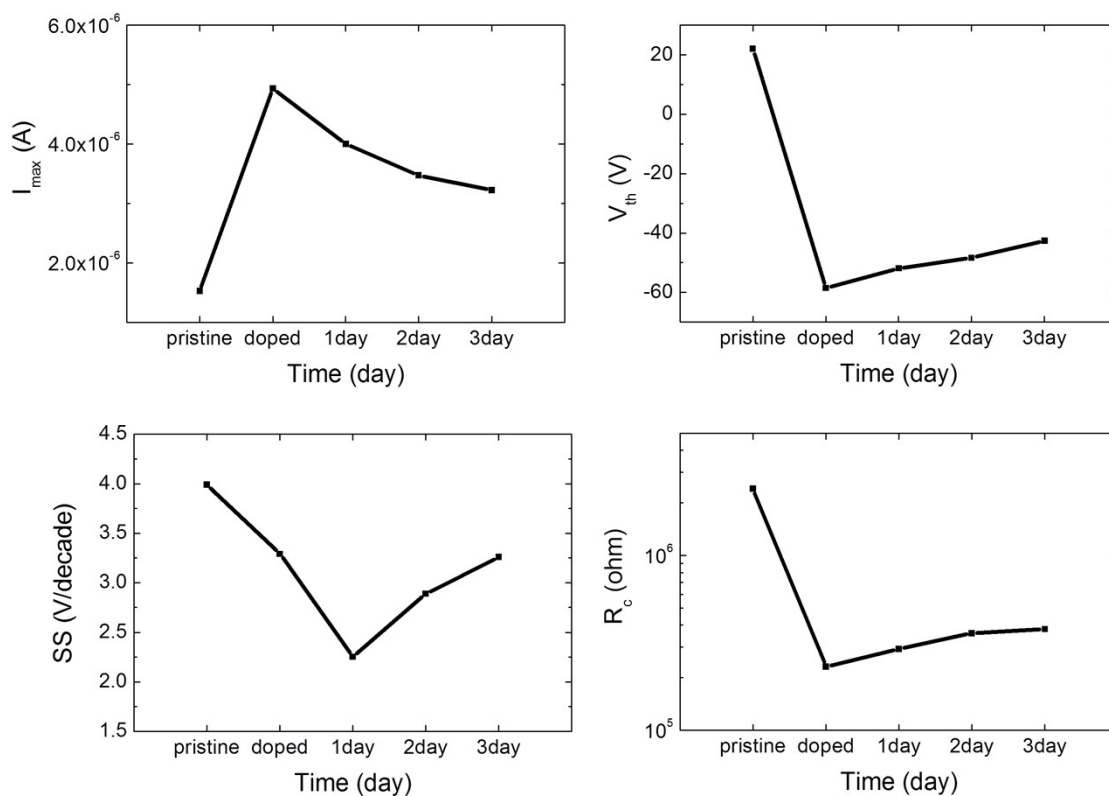 6.0x10⁻⁶
4.0x10⁻⁶
2.0x10⁻⁶
I_max (A)
pristine doped 1day 2day 3day
Time (day)
20
0
-20
-40
-60
V_th (V)
pristine doped 1day 2day 3day
Time (day)
4.5
4.0
3.5
3.0
2.5
2.0
1.5
SS (V/decade)
pristine doped 1day 2day 3day
Time (day)
10⁶
10⁵
R_c (ohm)
pristine doped 1day 2day 3day
Time (day)